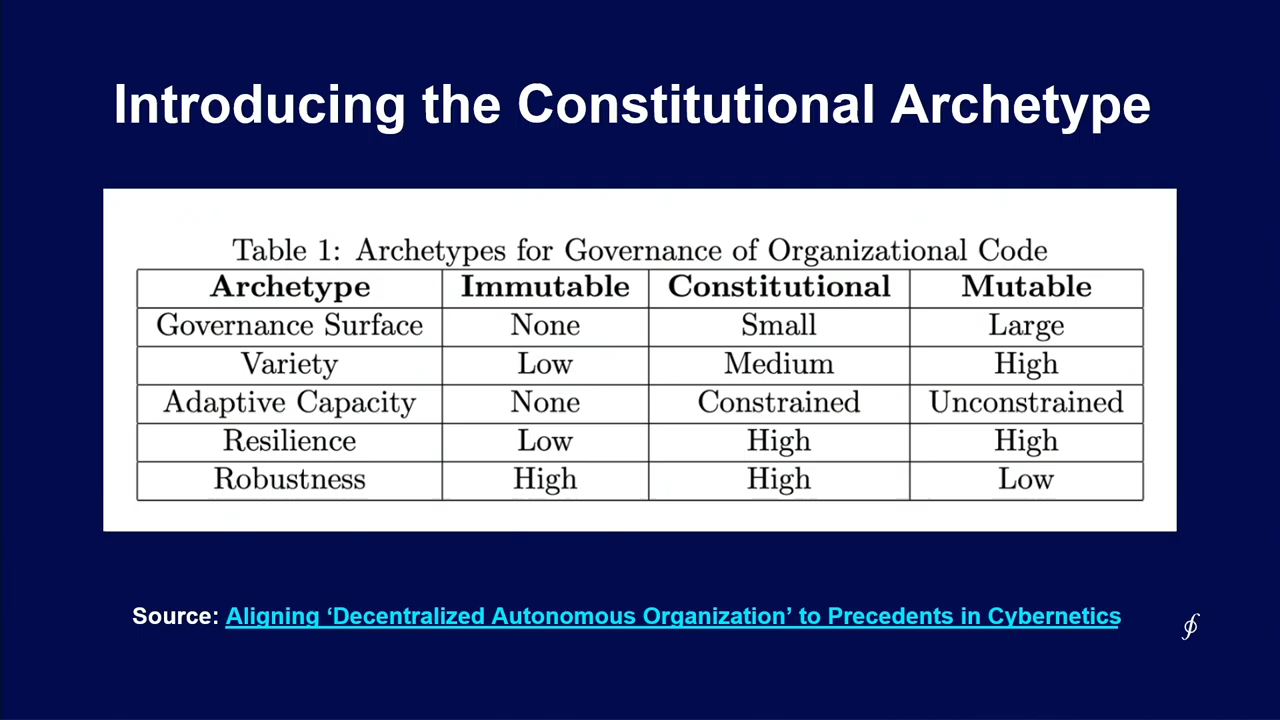 Introducing the Constitutional Archetype
Table 1: Archetypes for Governance of Organizational Code
Archetype Immutable Constitutional Mutable
Governance Surface None Small Large
Variety Low Medium High
Adaptive Capacity None Constrained Unconstrained
Resilience Low High High
Robustness High High Low
Source: Aligning ‘Decentralized Autonomous Organization’ to Precedents in Cybernetics
∮